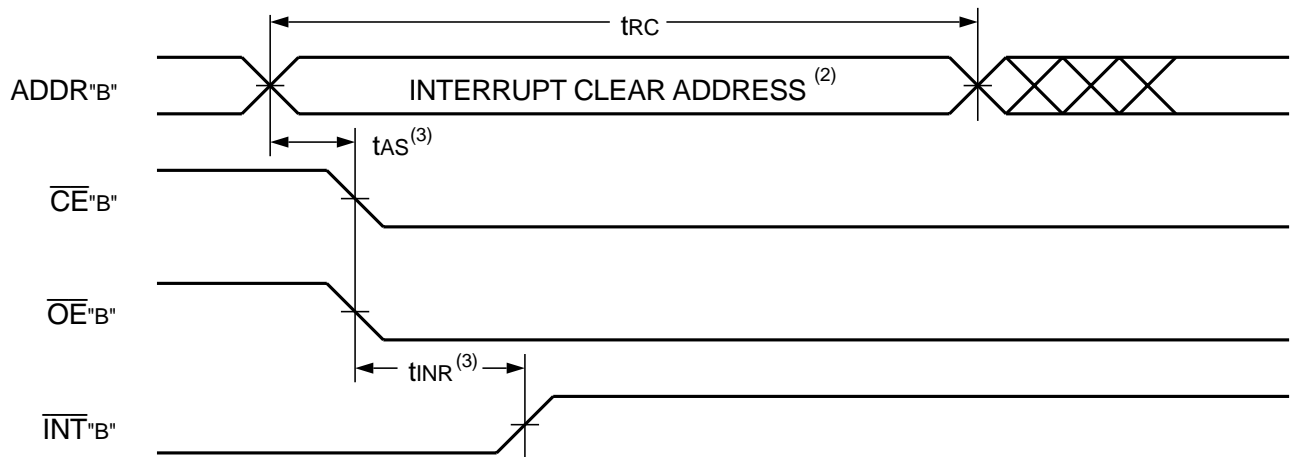 tRC
ADDR"B"
INTERRUPT CLEAR ADDRESS (2)
tAS(3)
CE"B"
OE"B"
tINR(3)
INT"B"